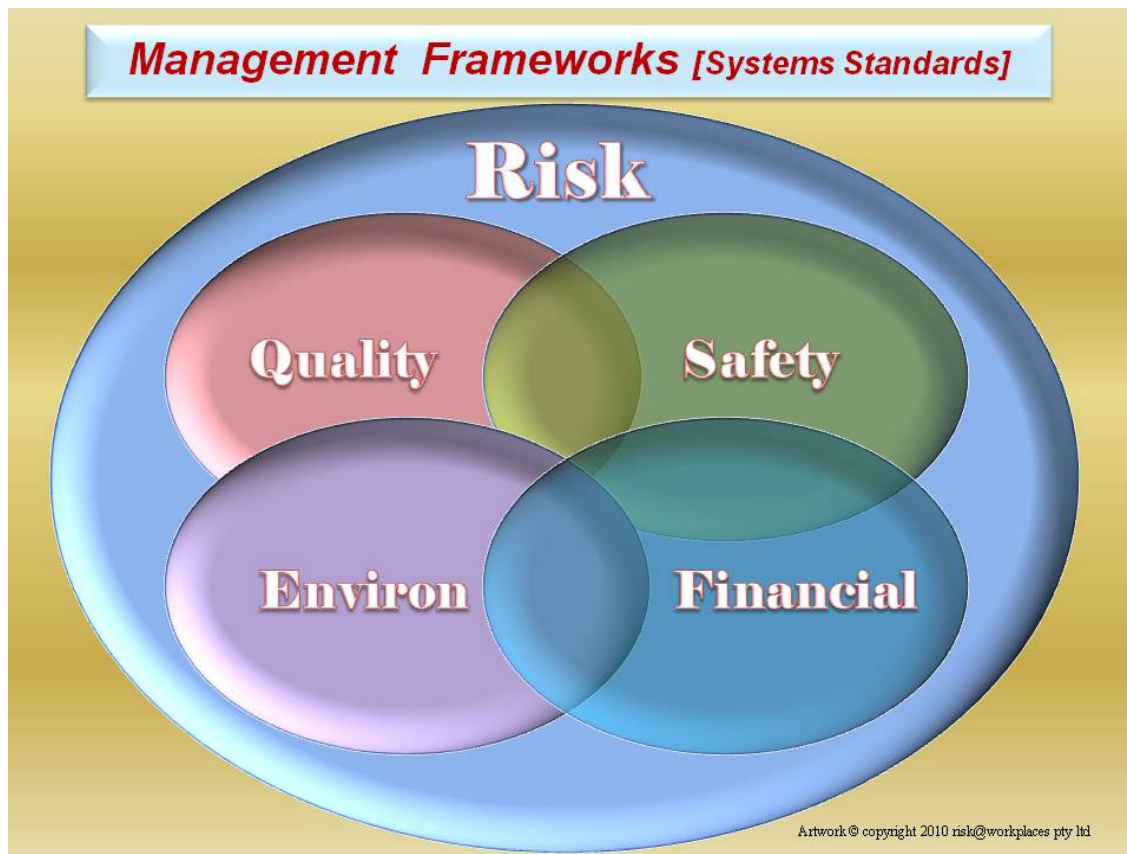 Management Frameworks [Systems Standards]
Risk
Quality
Safety
Environ
Financial
Artwork © copyright 2010 risk@workplaces pty ltd